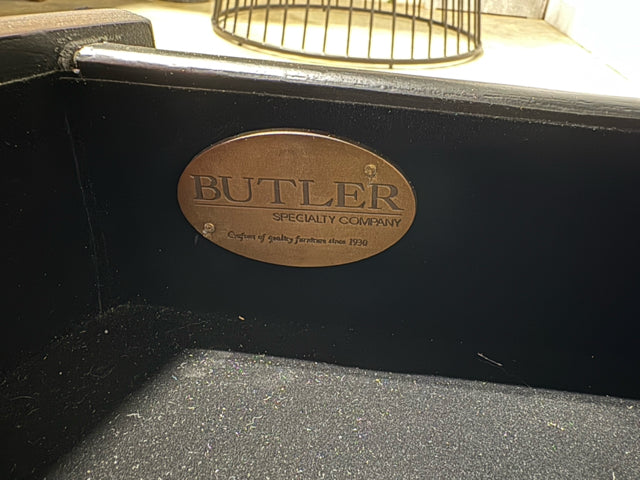 BUTLER
SPECIALTY COMPANY
Crafters of quality furniture since 1930